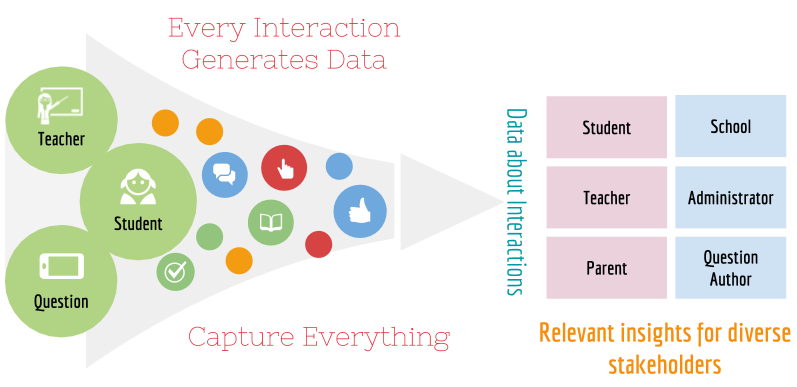 Every Interaction
Generates Data
Teacher
Student
Question
Capture Everything
Data about Interactions
Student
School
Teacher
Administrator
Parent
Question
Author
Relevant insights for diverse
stakeholders